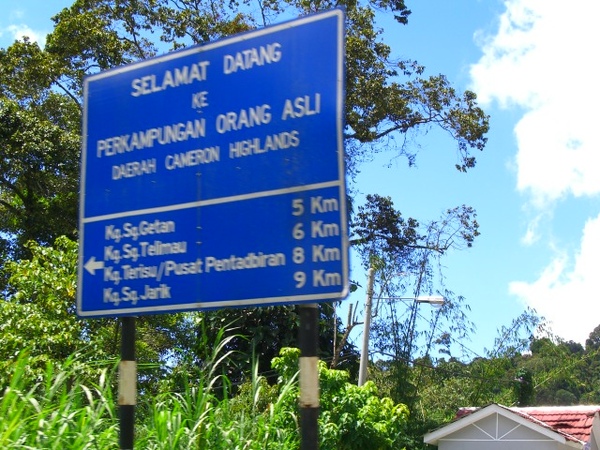 SELAMAT DATANG
KE
PERKAMPUNGAN ORANG ASLI
DAERAH CAMERON HIGHLANDS
Kg.Sg.Getan 5 Km
Kg.Sg.Telimau 6 Km
Kg.Terisu/Pusat Pentadbiran 8 Km
Kg.Sg.Jarik 9 Km